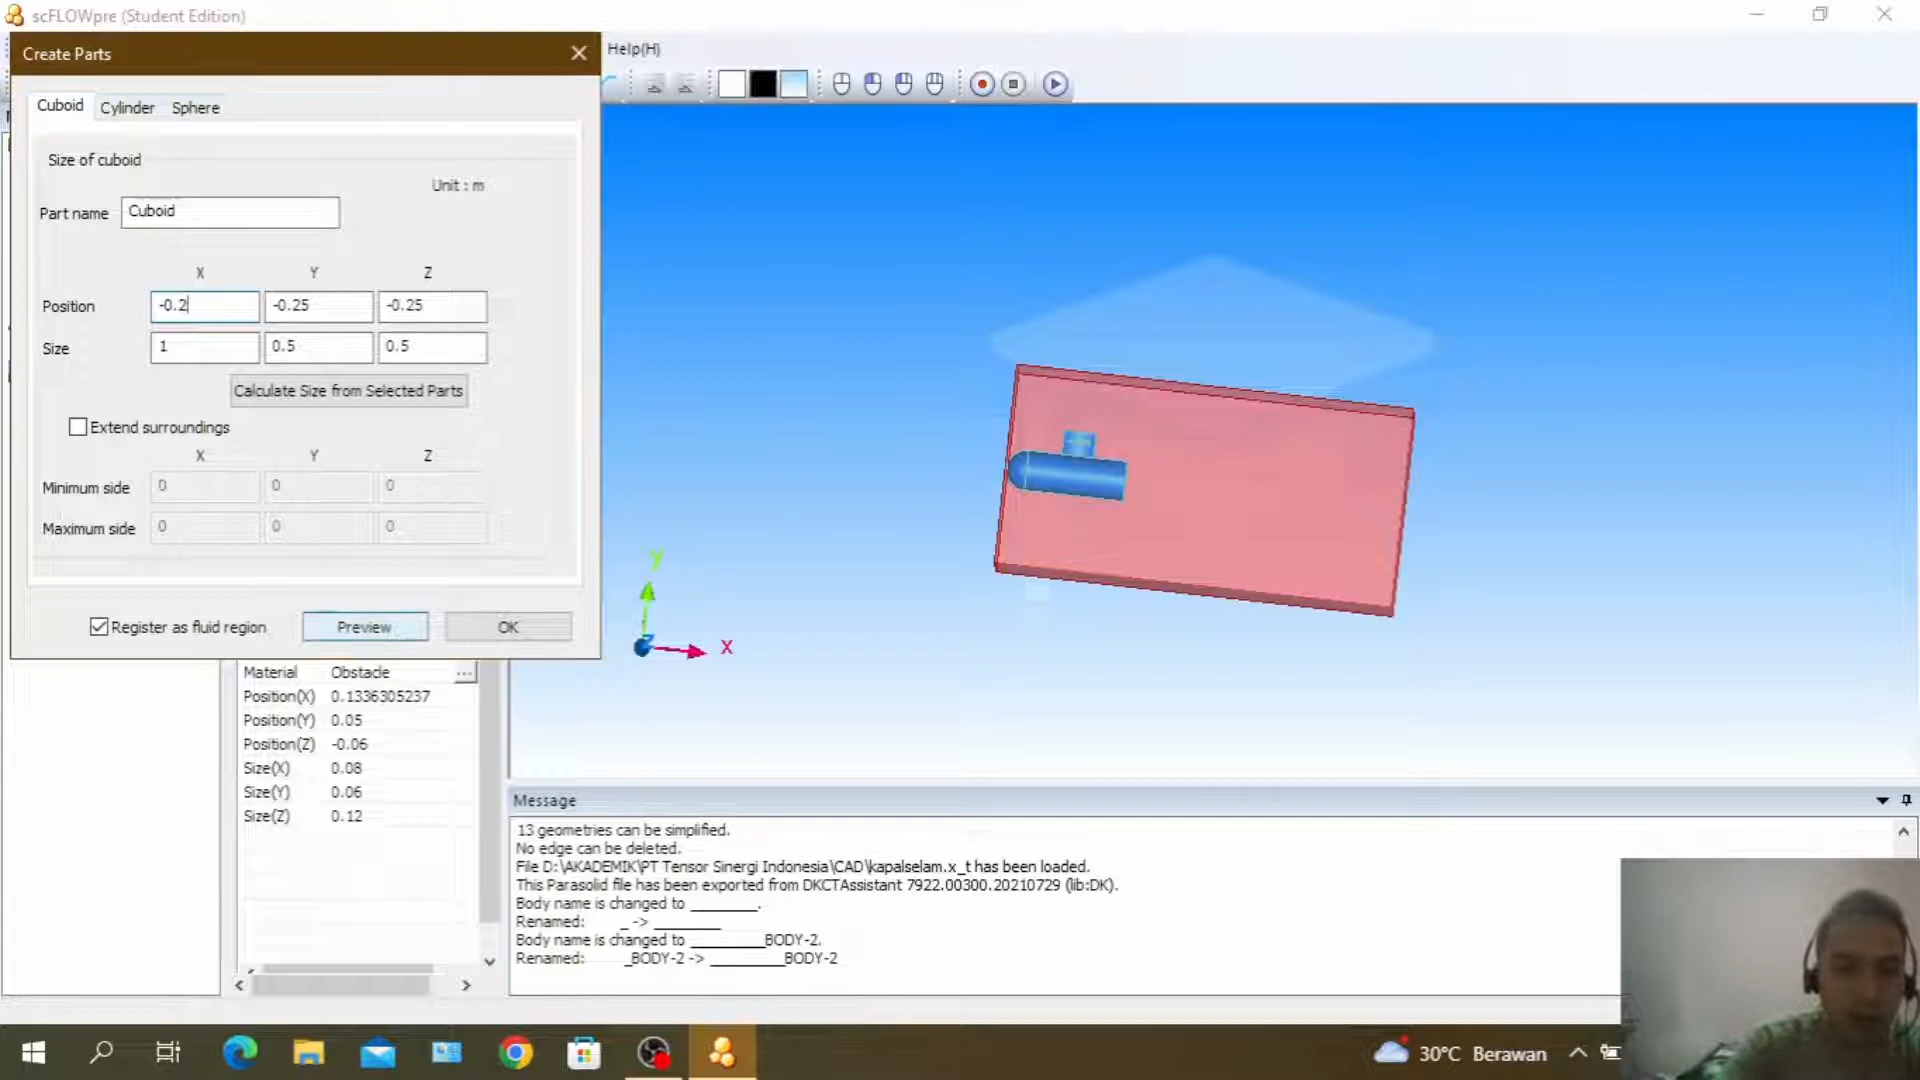 scFLOWpre (Student Edition)
Create Parts
Help(H)
Cuboid Cylinder Sphere
Size of cuboid
Unit : m
Part name Cuboid
X Y Z
Position -0.2 -0.25 -0.25
Size 1 0.5 0.5
Calculate Size from Selected Parts
Extend surroundings
X Y Z
Minimum side 0 0 0
Maximum side 0 0 0
Register as fluid region Preview OK
Y
X
Material Obstacle ...
Position(X) 0.1336305237
Position(Y) 0.05
Position(Z) -0.06
Size(X) 0.08
Size(Y) 0.06
Size(Z) 0.12
Message
13 geometries can be simplified.
No edge can be deleted.
File D:\AKADEMIK\PT Tensor Sinergi Indonesia\CAD\kapalselam.x_t has been loaded.
This Parasolid file has been exported from DKCTAssistant 7922.00300.20210729 (lib:DK).
Body name is changed to ________.
Renamed: _ -> ________
Body name is changed to _________BODY-2.
Renamed: _BODY-2 -> _________BODY-2
30°C Berawan